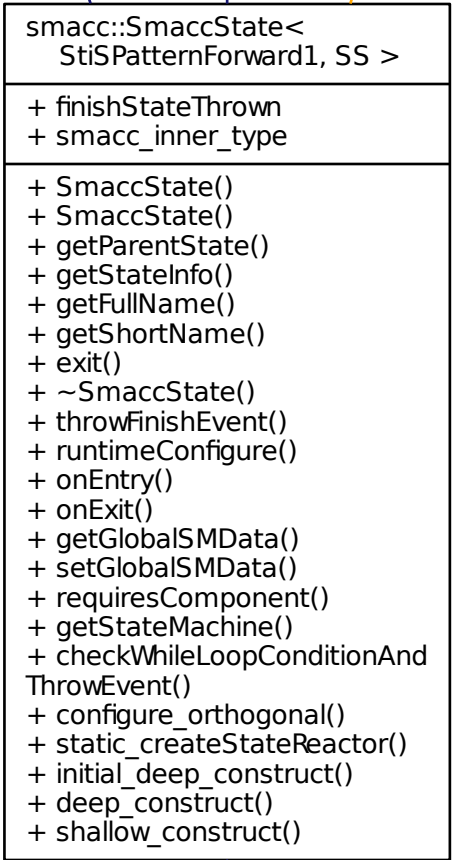 smacc::SmaccState<
StiSPatternForward1, SS >
+ finishStateThrown
+ smacc_inner_type
+ SmaccState()
+ SmaccState()
+ getParentState()
+ getStateInfo()
+ getFullName()
+ getShortName()
+ exit()
+ ~SmaccState()
+ throwFinishEvent()
+ runtimeConfigure()
+ onEntry()
+ onExit()
+ getGlobalSMData()
+ setGlobalSMData()
+ requiresComponent()
+ getStateMachine()
+ checkWhileLoopConditionAnd
ThrowEvent()
+ configure_orthogonal()
+ static_createStateReactor()
+ initial_deep_construct()
+ deep_construct()
+ shallow_construct()